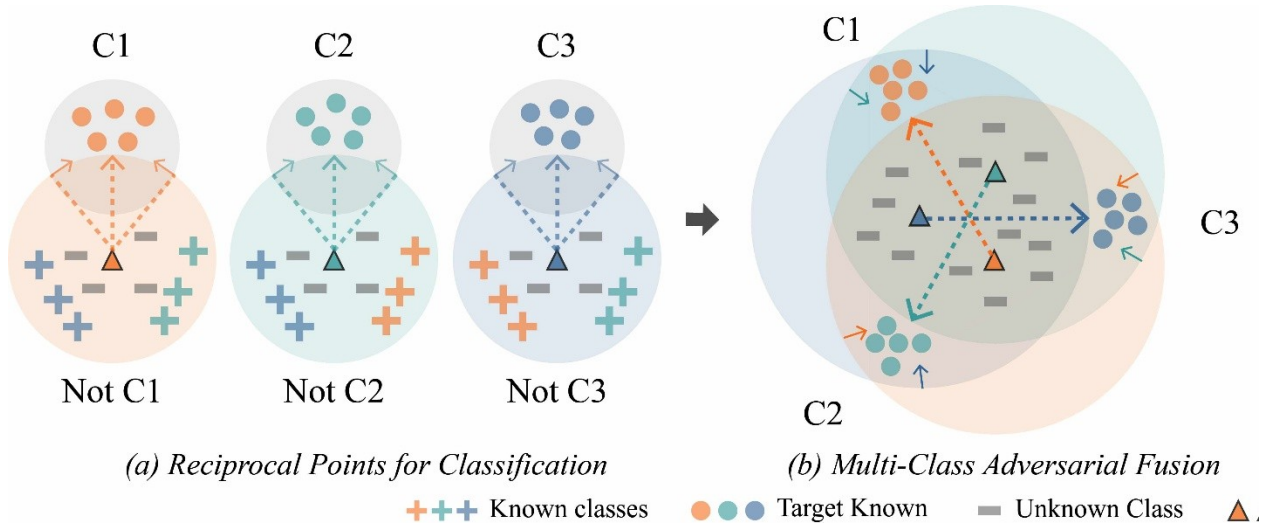 C1
C2
C3
Not C1
Not C2
Not C3
(a) Reciprocal Points for Classification
C1
C3
C2
(b) Multi-Class Adversarial Fusion
Known classes
Target Known
Unknown Class